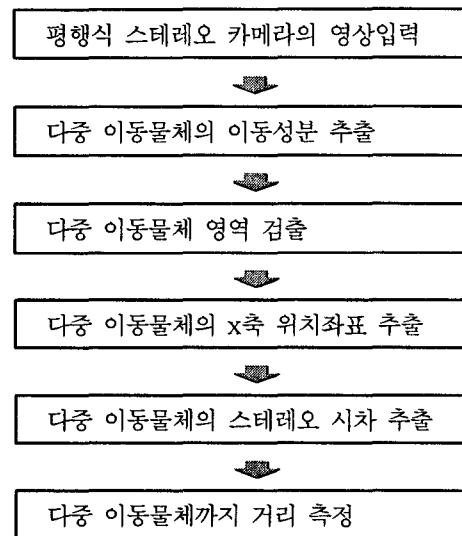 평행식 스테레오 카메라의 영상입력
다중 이동물체의 이동성분 추출
다중 이동물체 영역 검출
다중 이동물체의 x축 위치좌표 추출
다중 이동물체의 스테레오 시차 추출
다중 이동물체까지 거리 측정